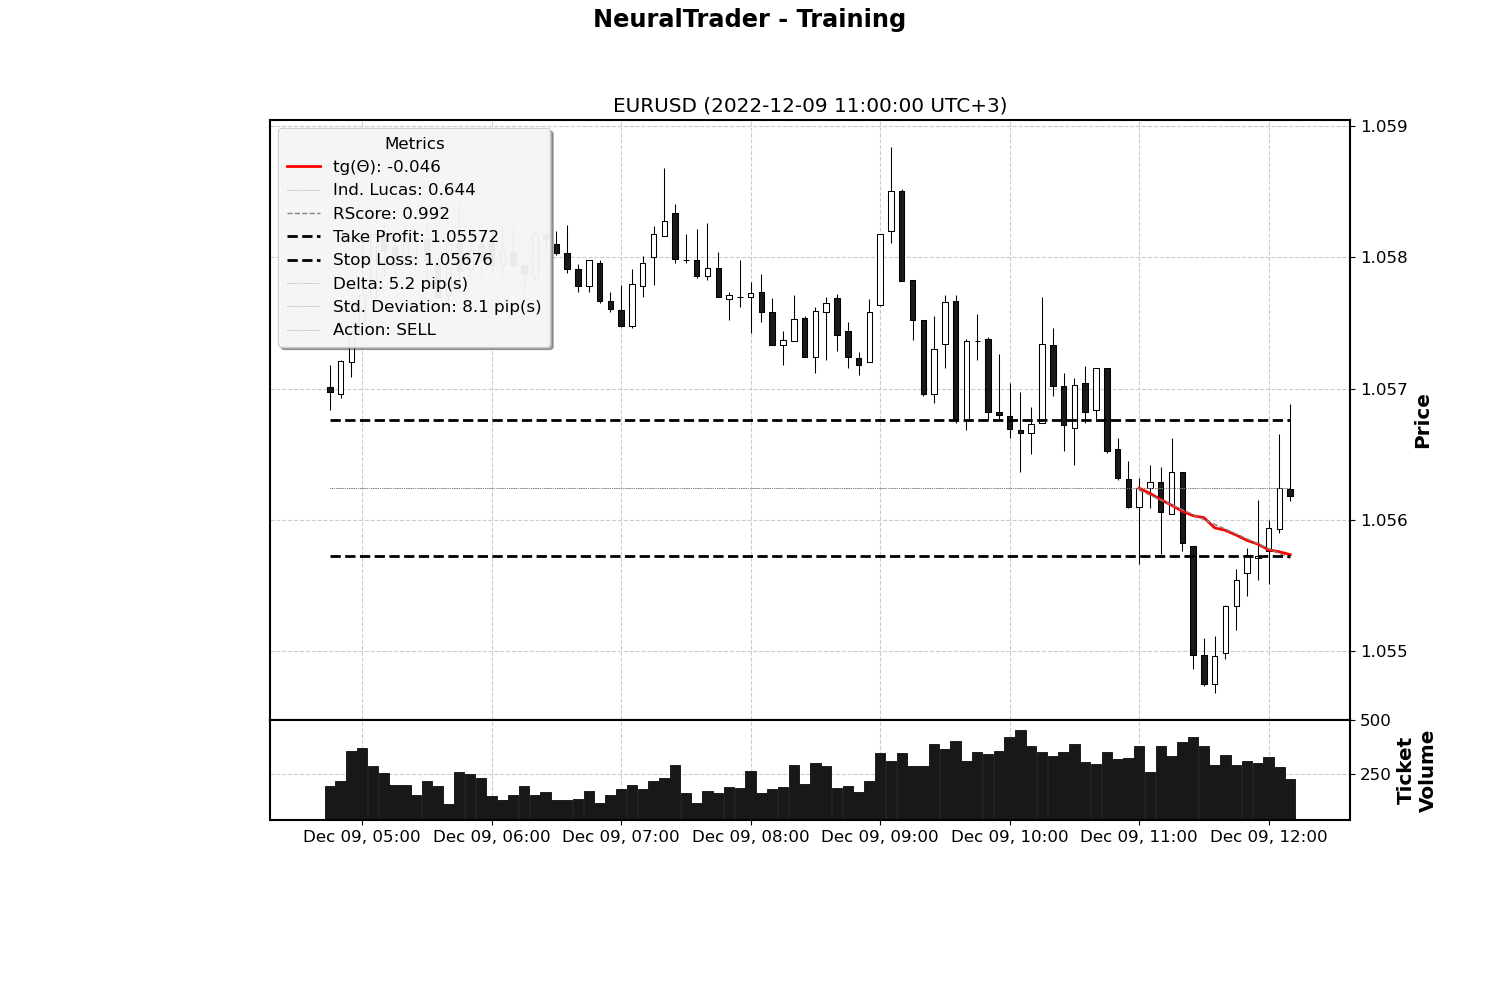 NeuralTrader - Training
EURUSD (2022-12-09 11:00:00 UTC+3)
Metrics
tg(Θ): -0.046
Ind. Lucas: 0.644
RScore: 0.992
Take Profit: 1.05572
Stop Loss: 1.05676
Delta: 5.2 pip(s)
Std. Deviation: 8.1 pip(s)
Action: SELL
1.059
1.058
1.057
1.056
1.055
Price
500
250
Ticket
Volume
Dec 09, 05:00
Dec 09, 06:00
Dec 09, 07:00
Dec 09, 08:00
Dec 09, 09:00
Dec 09, 10:00
Dec 09, 11:00
Dec 09, 12:00